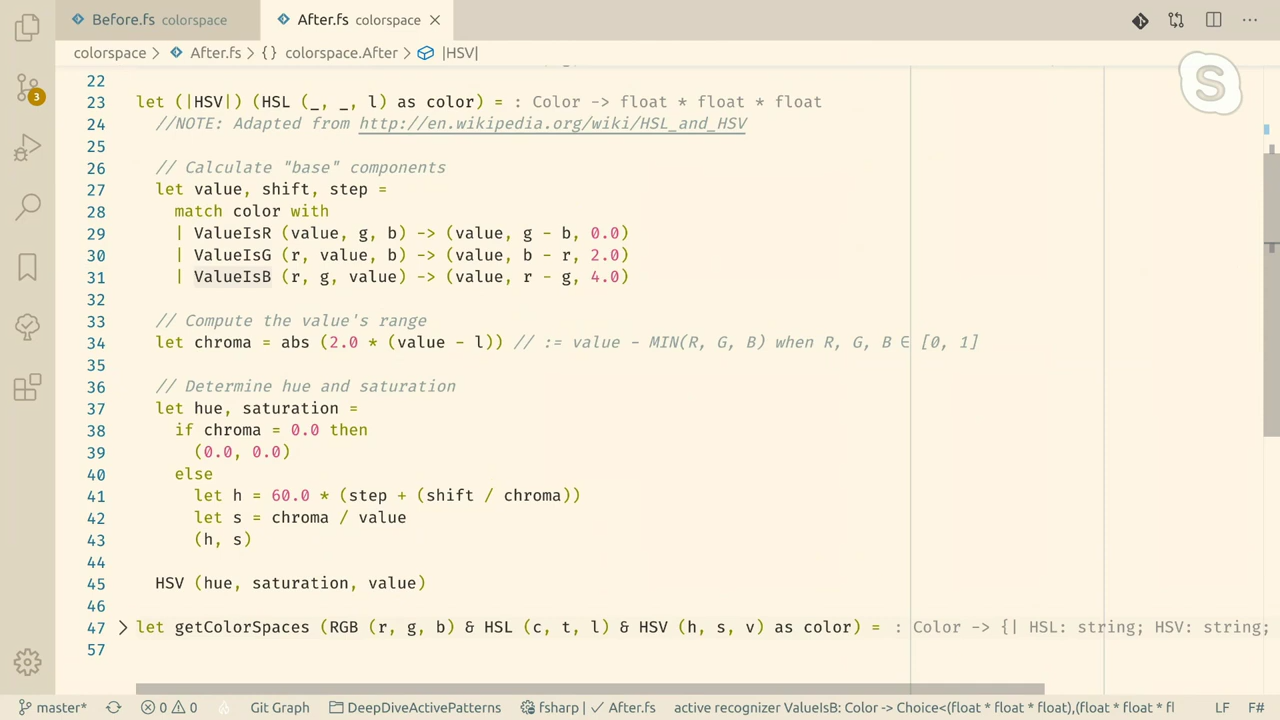 Before.fs colorspace After.fs colorspace
colorspace > After.fs > {} colorspace.After > |HSV|
S
3
22
23 let (|HSV|) (HSL (_, _, l) as color) = : Color -> float * float * float
24 //NOTE: Adapted from http://en.wikipedia.org/wiki/HSL_and_HSV
25
26 // Calculate "base" components
27 let value, shift, step =
28 match color with
29 | ValueIsR (value, g, b) -> (value, g - b, 0.0)
30 | ValueIsG (r, value, b) -> (value, b - r, 2.0)
31 | ValueIsB (r, g, value) -> (value, r - g, 4.0)
32
33 // Compute the value's range
34 let chroma = abs (2.0 * (value - l)) // := value - MIN(R, G, B) when R, G, B ∈ [0, 1]
35
36 // Determine hue and saturation
37 let hue, saturation =
38 if chroma = 0.0 then
39 (0.0, 0.0)
40 else
41 let h = 60.0 * (step + (shift / chroma))
42 let s = chroma / value
43 (h, s)
44
45 HSV (hue, saturation, value)
46
47 let getColorSpaces (RGB (r, g, b) & HSL (c, t, l) & HSV (h, s, v) as color) = : Color -> {| HSL: string; HSV: string;
57
master* 0 0 Git Graph DeepDiveActivePatterns fsharp | ✓ After.fs active recognizer ValueIsB: Color -> Choice<(float * float * float),(float * float * fl LF F#